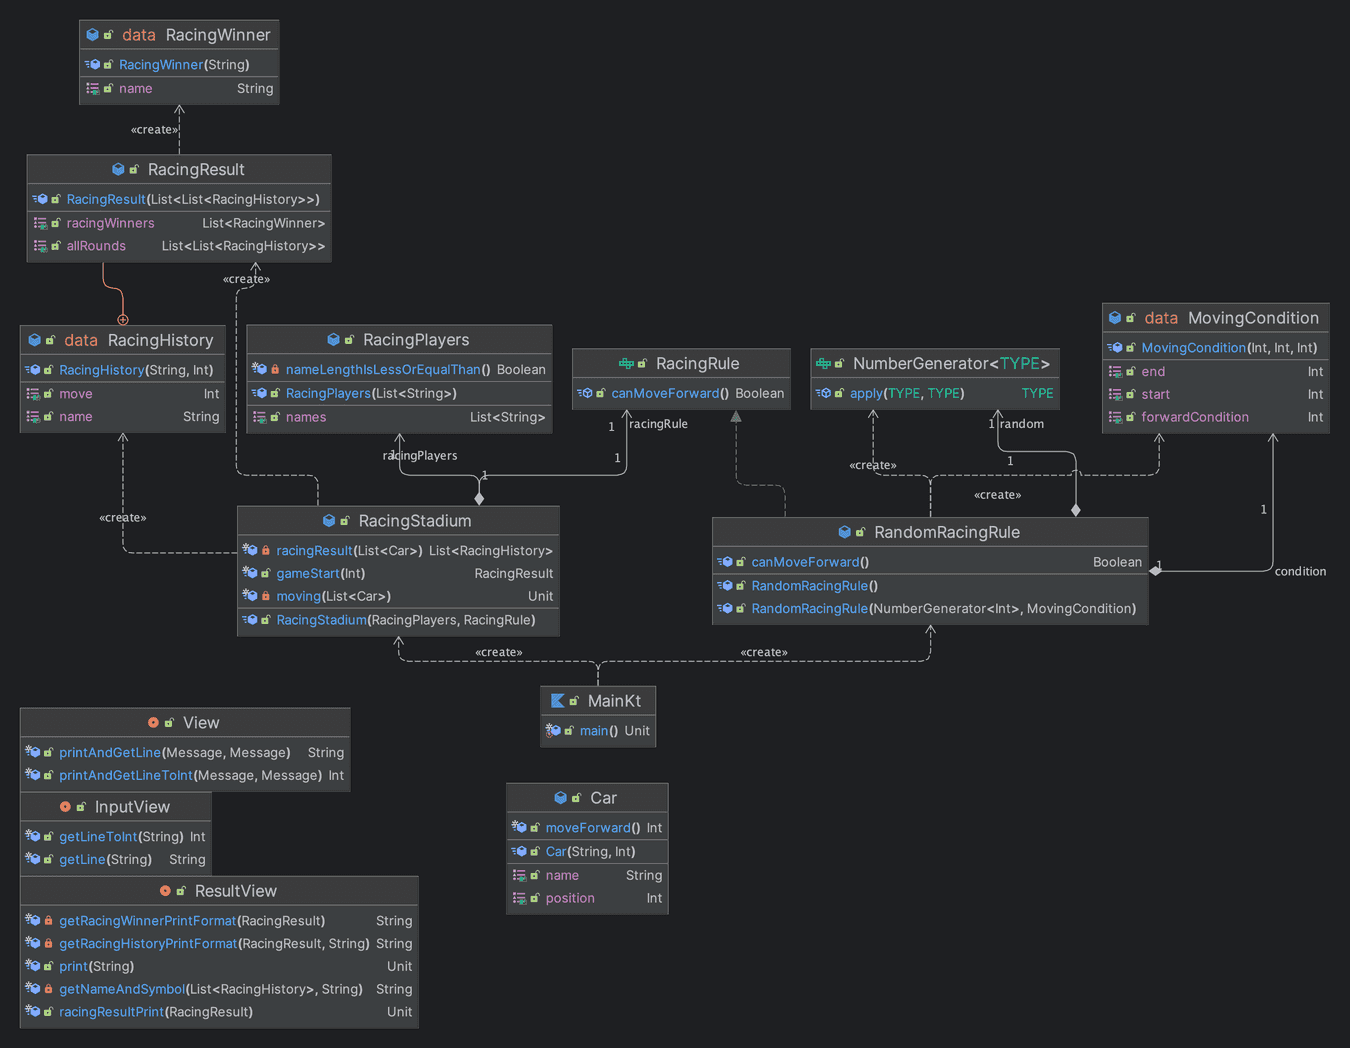 data RacingWinner
RacingWinner(String)
name String
«create»
RacingResult
RacingResult(List<List<RacingHistory>>)
racingWinners List<RacingWinner>
allRounds List<List<RacingHistory>>
«create»
data RacingHistory
RacingHistory(String, Int)
move Int
name String
RacingPlayers
nameLengthIsLessOrEqualThan() Boolean
RacingPlayers(List<String>)
names List<String>
RacingRule
canMoveForward() Boolean
NumberGenerator<TYPE>
apply(TYPE, TYPE) TYPE
data MovingCondition
MovingCondition(Int, Int, Int)
end Int
start Int
forwardCondition Int
1 racingRule
1 random
racingPlayers
1
1
1
1
«create»
1
«create»
1
«create»
RacingStadium
racingResult(List<Car>) List<RacingHistory>
gameStart(Int) RacingResult
moving(List<Car>) Unit
RacingStadium(RacingPlayers, RacingRule)
RandomRacingRule
canMoveForward() Boolean
RandomRacingRule()
RandomRacingRule(NumberGenerator<Int>, MovingCondition)
1
condition
«create»
«create»
MainKt
main() Unit
View
printAndGetLine(Message, Message) String
printAndGetLineToInt(Message, Message) Int
InputView
getLineToInt(String) Int
getLine(String) String
Car
moveForward() Int
Car(String, Int)
name String
position Int
ResultView
getRacingWinnerPrintFormat(RacingResult) String
getRacingHistoryPrintFormat(RacingResult, String) String
print(String) Unit
getNameAndSymbol(List<RacingHistory>, String) String
racingResultPrint(RacingResult) Unit